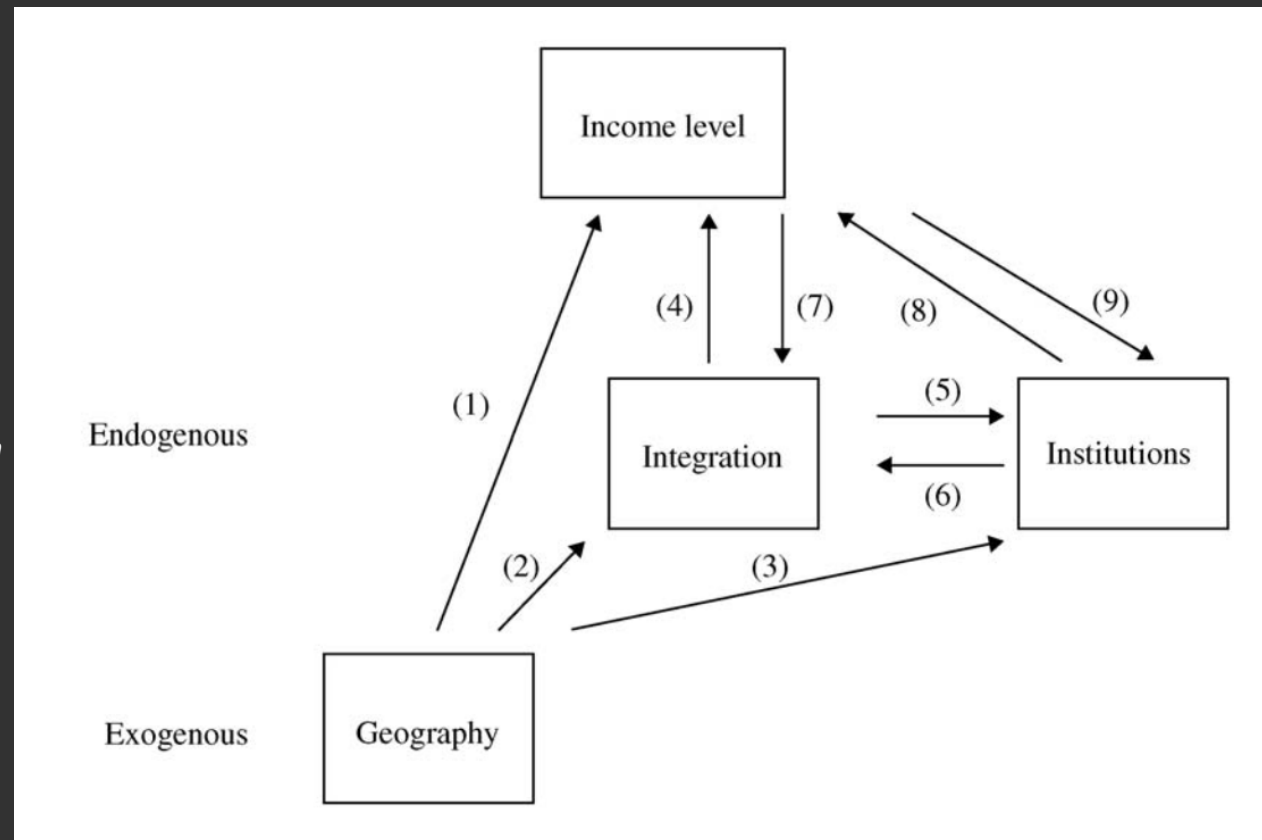 Income level
(4)
(7)
(8)
(9)
(1)
(5)
Endogenous
Integration
Institutions
(6)
(2)
(3)
Exogenous
Geography